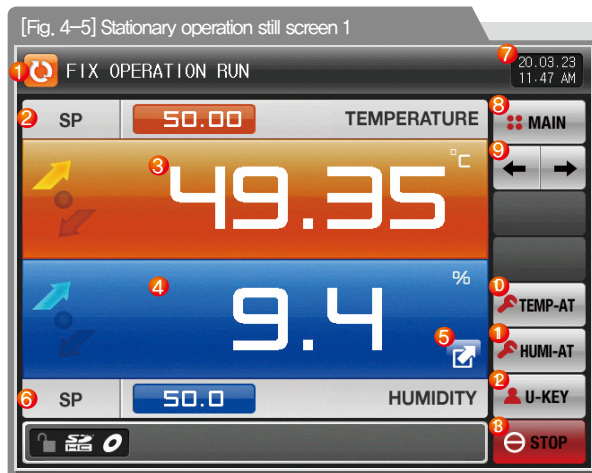 [Fig. 4-5] Stationary operation still screen 1
1 FIX OPERATION RUN
7 20.03.23
11.47 AM
2 SP 50.00 TEMPERATURE
8 MAIN
3 49.35 °C
9
4 9.4 %
0 TEMP-AT
5
1 HUMI-AT
6 SP 50.0 HUMIDITY
2 U-KEY
SD HC
8 STOP